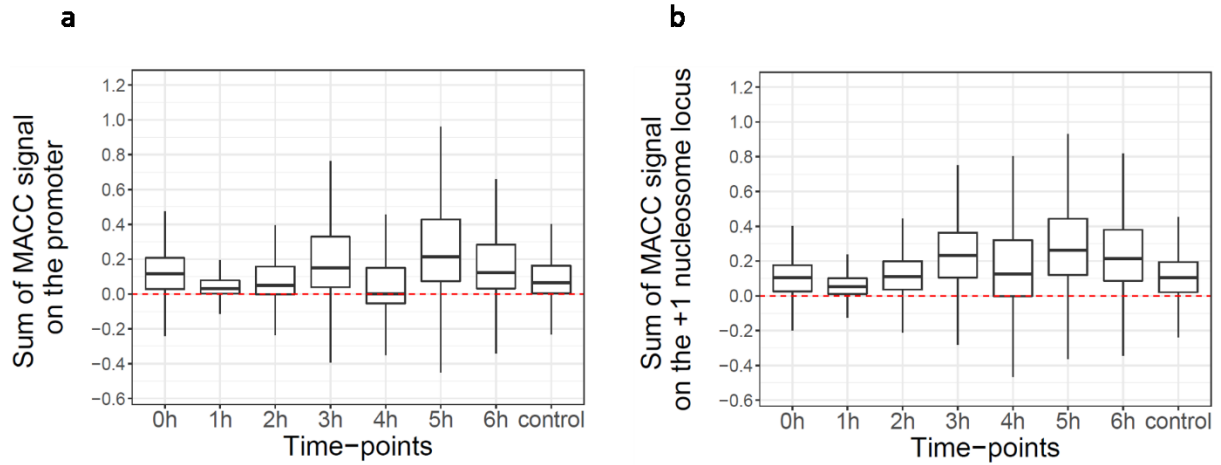 a
Sum of MACC signal
on the promoter
1.2
1.0
0.8
0.6
0.4
0.2
0.0
−0.2
−0.4
−0.6
0h 1h 2h 3h 4h 5h 6h control
Time−points
b
Sum of MACC signal
on the +1 nucleosome locus
1.2
1.0
0.8
0.6
0.4
0.2
0.0
−0.2
−0.4
−0.6
0h 1h 2h 3h 4h 5h 6h control
Time−points